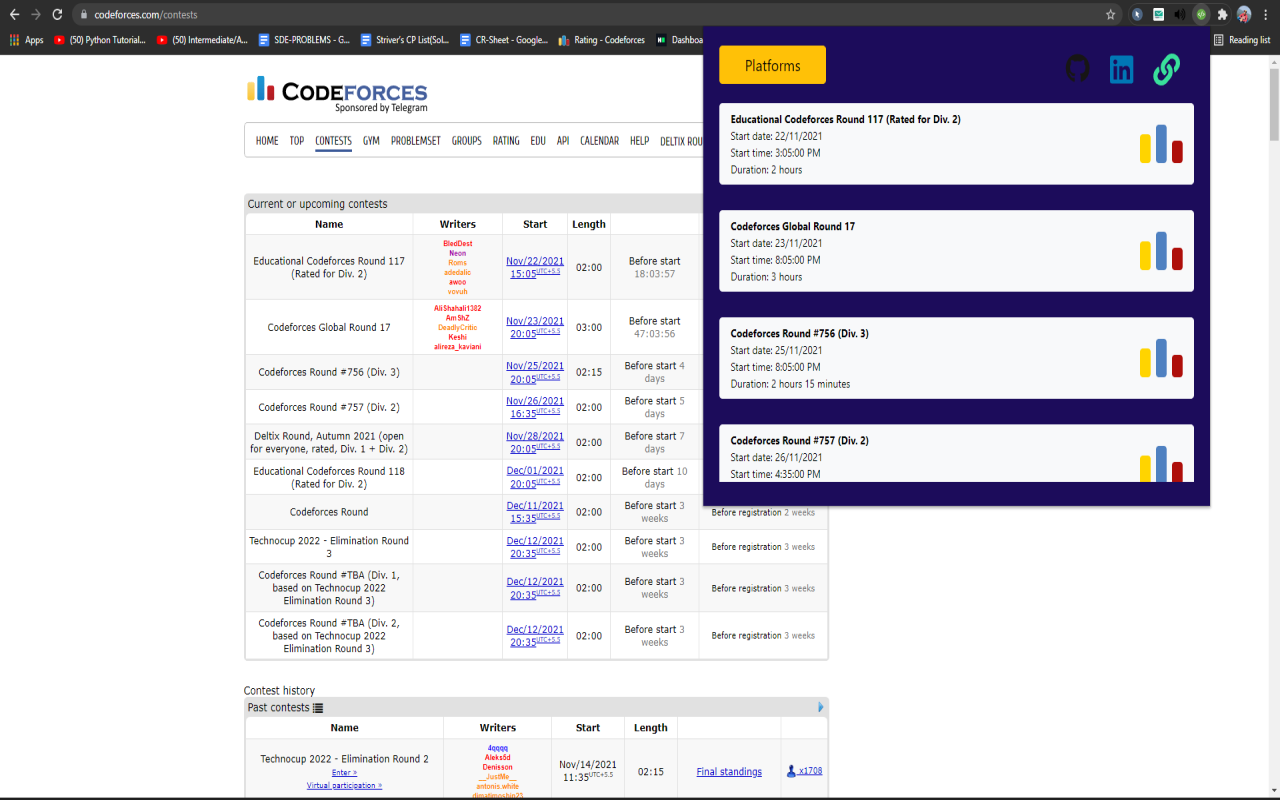 codeforces.com/contests
Apps
(50) Python Tutorial...
(50) Intermediate/A...
SDE-PROBLEMS - G...
Striver's CP List(Sol...
CR-Sheet - Google...
Rating - Codeforces
Dashboa
Reading list
CODEFORCES
Sponsored by Telegram
HOME TOP CONTESTS GYM PROBLEMSET GROUPS RATING EDU API CALENDAR HELP DELTIX ROU
Current or upcoming contests
Name Writers Start Length
Educational Codeforces Round 117
(Rated for Div. 2)
BledDest
Neon
Roms
adedalic
awoo
vovuh
Nov/22/2021
15:05 UTC+5.5
02:00
Before start
18:03:57
Codeforces Global Round 17
AliShahali1382
AmShZ
DeadlyCritic
Keshi
alireza_kaviani
Nov/23/2021
20:05 UTC+5.5
03:00
Before start
47:03:56
Codeforces Round #756 (Div. 3)
Nov/25/2021
20:05 UTC+5.5
02:15
Before start 4
days
Codeforces Round #757 (Div. 2)
Nov/26/2021
16:35 UTC+5.5
02:00
Before start 5
days
Deltix Round, Autumn 2021 (open
for everyone, rated, Div. 1 + Div. 2)
Nov/28/2021
20:05 UTC+5.5
02:00
Before start 7
days
Educational Codeforces Round 118
(Rated for Div. 2)
Dec/01/2021
20:05 UTC+5.5
02:00
Before start 10
days
Codeforces Round
Dec/11/2021
15:35 UTC+5.5
02:00
Before start 3
weeks
Before registration 2 weeks
Technocup 2022 - Elimination Round
3
Dec/12/2021
20:35 UTC+5.5
02:00
Before start 3
weeks
Before registration 3 weeks
Codeforces Round #TBA (Div. 1,
based on Technocup 2022
Elimination Round 3)
Dec/12/2021
20:35 UTC+5.5
02:00
Before start 3
weeks
Before registration 3 weeks
Codeforces Round #TBA (Div. 2,
based on Technocup 2022
Elimination Round 3)
Dec/12/2021
20:35 UTC+5.5
02:00
Before start 3
weeks
Before registration 3 weeks
Contest history
Past contests
Name Writers Start Length
Technocup 2022 - Elimination Round 2
Enter »
Virtual participation »
4qqqq
Aleks5d
Denisson
__JustMe__
antonis.white
dimatimoshin23
Nov/14/2021
11:35 UTC+5.5
02:15
Final standings
x1708
Platforms
in
Educational Codeforces Round 117 (Rated for Div. 2)
Start date: 22/11/2021
Start time: 3:05:00 PM
Duration: 2 hours
Codeforces Global Round 17
Start date: 23/11/2021
Start time: 8:05:00 PM
Duration: 3 hours
Codeforces Round #756 (Div. 3)
Start date: 25/11/2021
Start time: 8:05:00 PM
Duration: 2 hours 15 minutes
Codeforces Round #757 (Div. 2)
Start date: 26/11/2021
Start time: 4:35:00 PM